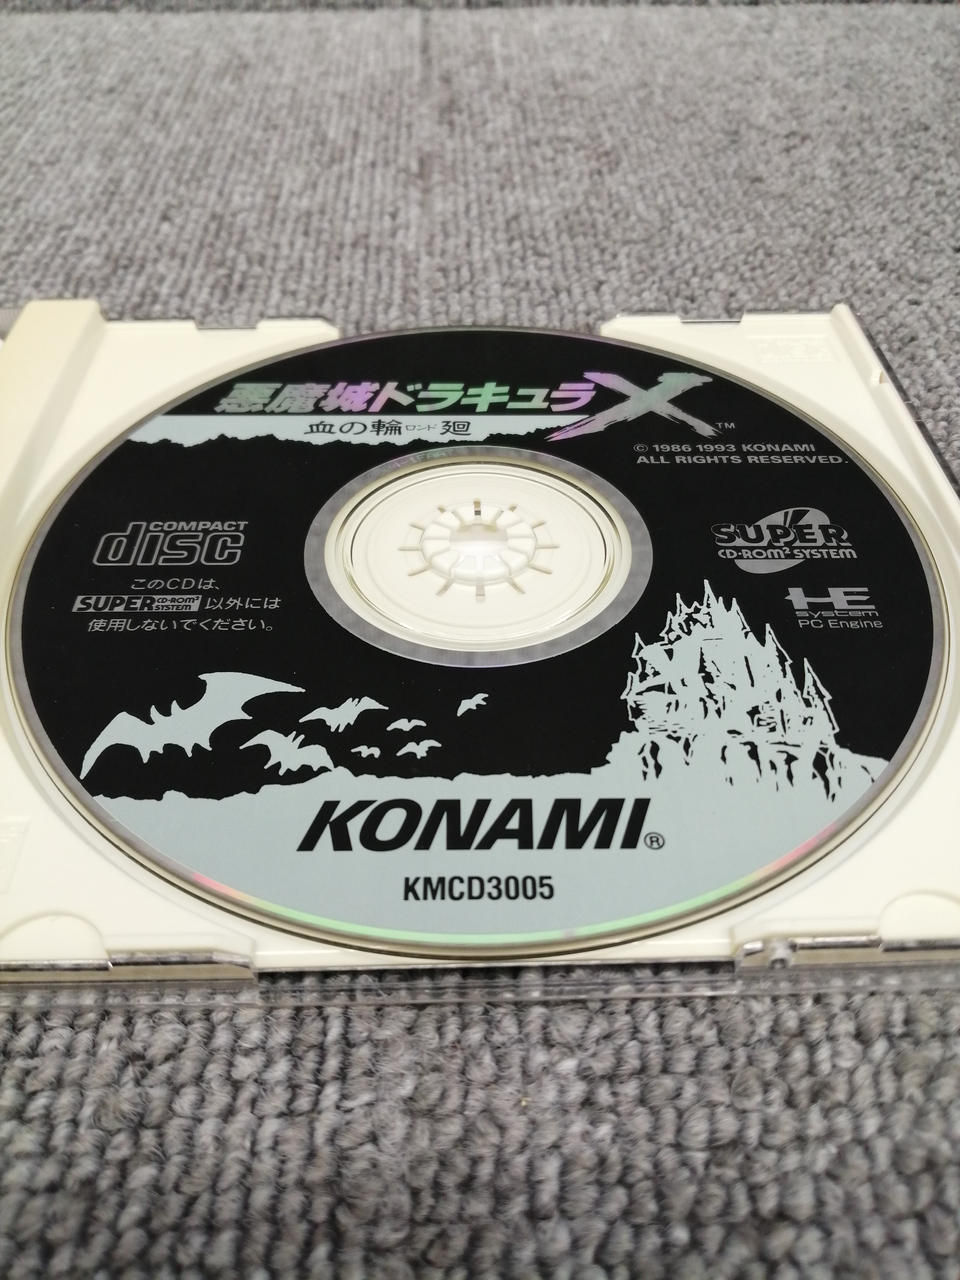 悪魔城ドラキュラX™
血の輪ロンド廻
© 1986 1993 KONAMI
ALL RIGHTS RESERVED.
COMPACT
disc
このCDは、
SUPER CD-ROM² SYSTEM 以外には
使用しないでください。
SUPER
CD-ROM² SYSTEM
HE
system
PC Engine
KONAMI®
KMCD3005